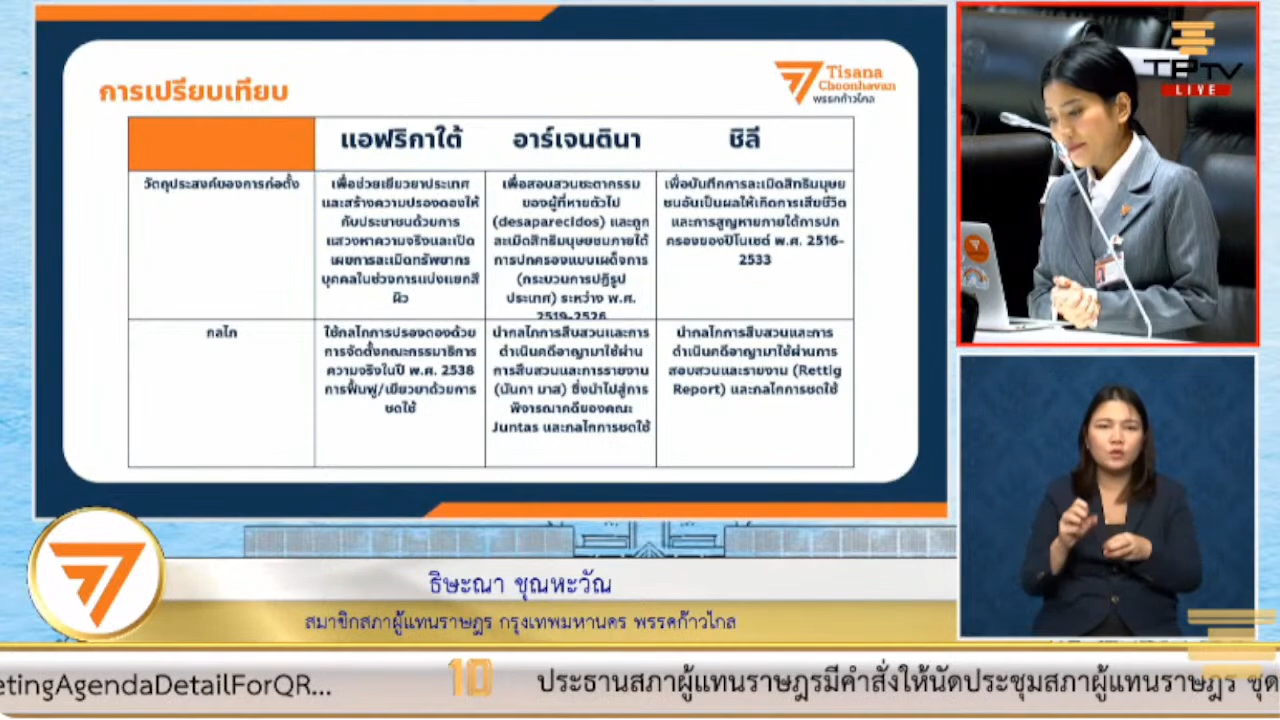 การเปรียบเทียบ
Tisana
Choonhavan
พรรคก้าวไกล
TPTV
LIVE
แอฟริกาใต้
อาร์เจนตินา
ชิลี
วัตถุประสงค์ของการก่อตั้ง
เพื่อช่วยเยียวยาประเทศ
และสร้างความปรองดองให้
กับประชาชนด้วยการ
แสวงหาความจริงและเปิด
เผยการละเมิดทรัพยากร
บุคคลในช่วงการแบ่งแยกสี
ผิว
เพื่อสอบสวนชะตากรรม
ของผู้ที่หายตัวไป
(desaparecidos) และถูก
ละเมิดสิทธิมนุษยชนภายใต้
การปกครองแบบเผด็จการ
(กระบวนการปฏิรูป
ประเทศ) ระหว่าง พ.ศ.
2519-2526
เพื่อบันทึกการละเมิดสิทธิมนุษย
ชนอันเป็นผลให้เกิดการเสียชีวิต
และการสูญหายภายใต้การปก
ครองของปิโนเชต์ พ.ศ. 2516-
2533
กลไก
ใช้กลไกการปรองดองด้วย
การจัดตั้งคณะกรรมาธิการ
ความจริงในปี พ.ศ. 2538
การฟื้นฟู/เยียวยาด้วยการ
ชดใช้
นำกลไกการสืบสวนและการ
ดำเนินคดีอาญามาใช้ผ่าน
การสืบสวนและการรายงาน
(นันกา มาส) ซึ่งนำไปสู่การ
พิจารณาคดีของคณะ
Juntas และกลไกการชดใช้
นำกลไกการสืบสวนและการ
ดำเนินคดีอาญามาใช้ผ่านการ
สอบสวนและรายงาน (Rettig
Report) และกลไกการชดใช้
ธิษะณา ชุณหะวัณ
สมาชิกสภาผู้แทนราษฎร กรุงเทพมหานคร พรรคก้าวไกล
etingAgendaDetailForQR...
10
ประธานสภาผู้แทนราษฎรมีคำสั่งให้นัดประชุมสภาผู้แทนราษฎร ชุด